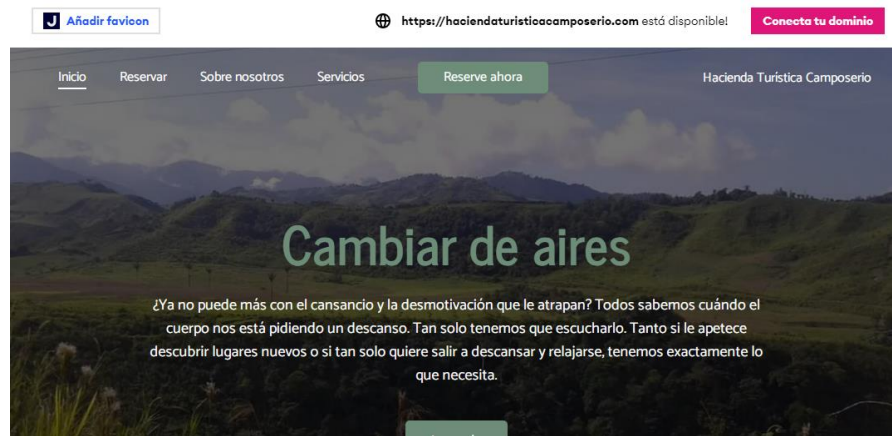 J Añadir favicon
https://haciendaturisticacamposerio.com está disponible!
Conecta tu dominio
Inicio
Reservar
Sobre nosotros
Servicios
Reserve ahora
Hacienda Turística Camposerio
Cambiar de aires
¿Ya no puede más con el cansancio y la desmotivación que le atrapan? Todos sabemos cuándo el
cuerpo nos está pidiendo un descanso. Tan solo tenemos que escucharlo. Tanto si le apetece
descubrir lugares nuevos o si tan solo quiere salir a descansar y relajarse, tenemos exactamente lo
que necesita.